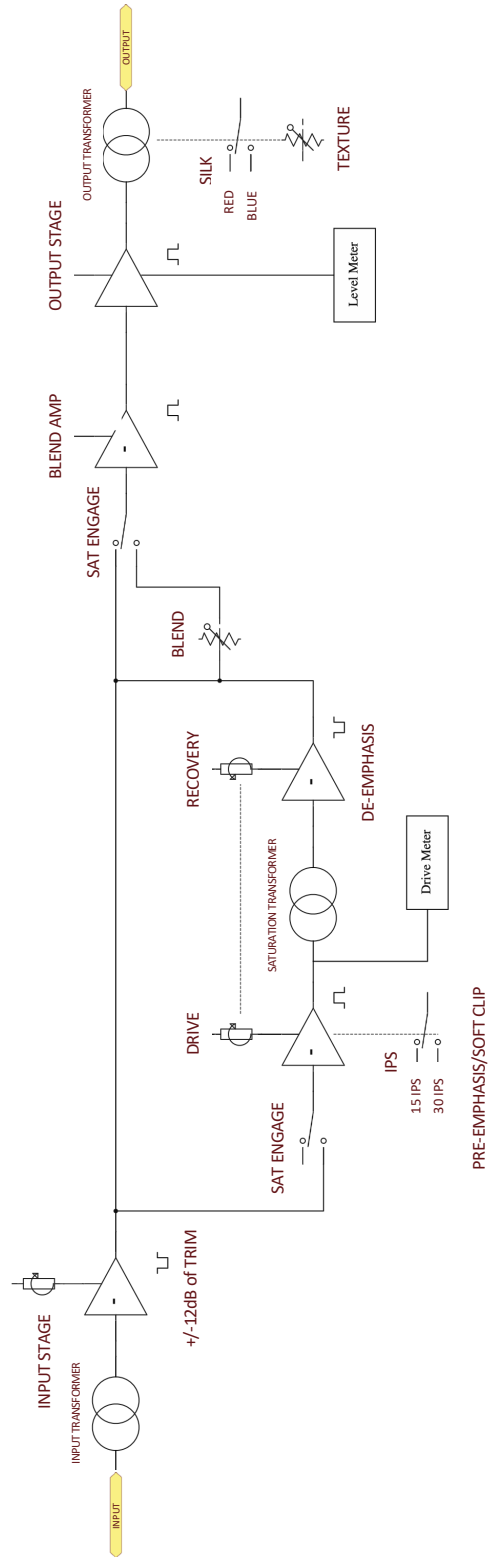 INPUT
INPUT TRANSFORMER
INPUT STAGE
-
+/-12dB of TRIM
SAT ENGAGE
DRIVE
-
IPS
15 IPS
30 IPS
PRE-EMPHASIS/SOFT CLIP
Drive Meter
SATURATION TRANSFORMER
RECOVERY
-
DE-EMPHASIS
BLEND
SAT ENGAGE
BLEND AMP
-
OUTPUT STAGE
Level Meter
OUTPUT TRANSFORMER
SILK
RED
BLUE
TEXTURE
OUTPUT